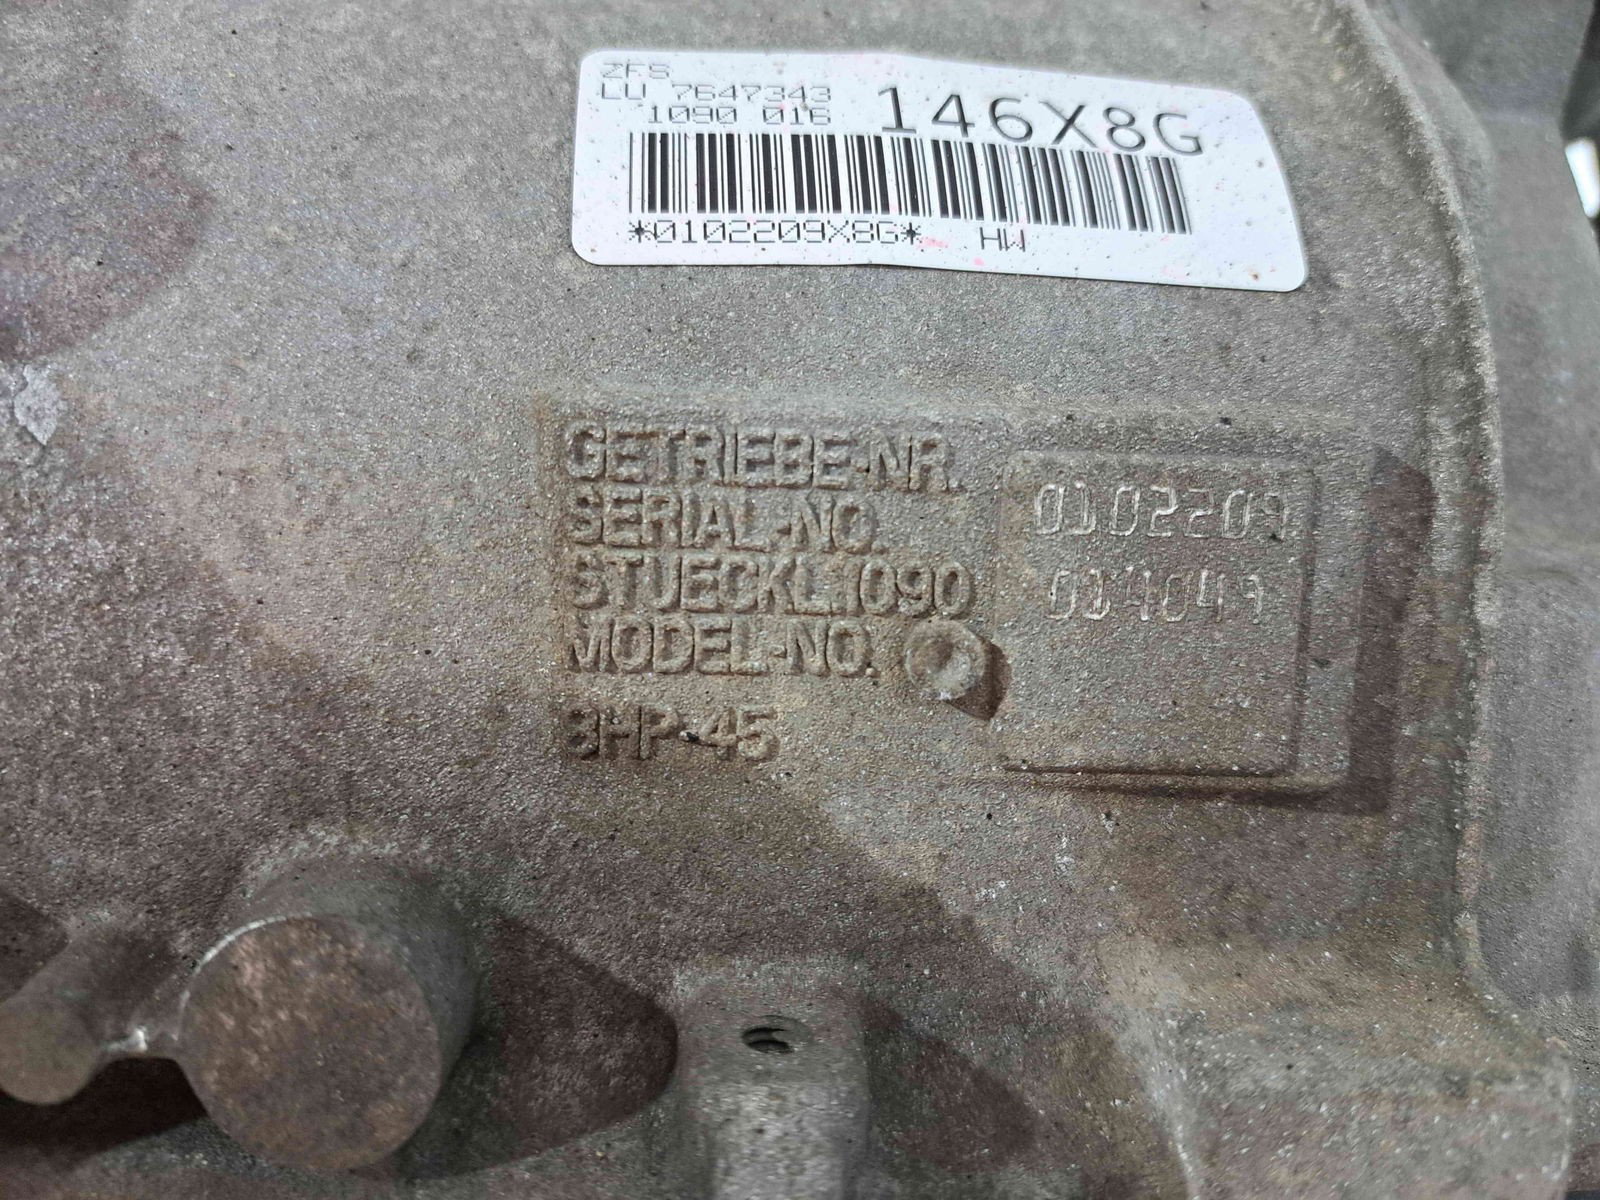 ZFS
CU 7647343
1090 016
146X8G
*0102209X8G* HW
GETRIEBE-NR.
SERIAL-NO.
0102209
STUECKL.1090
014049
MODEL-NO.
8HP-45